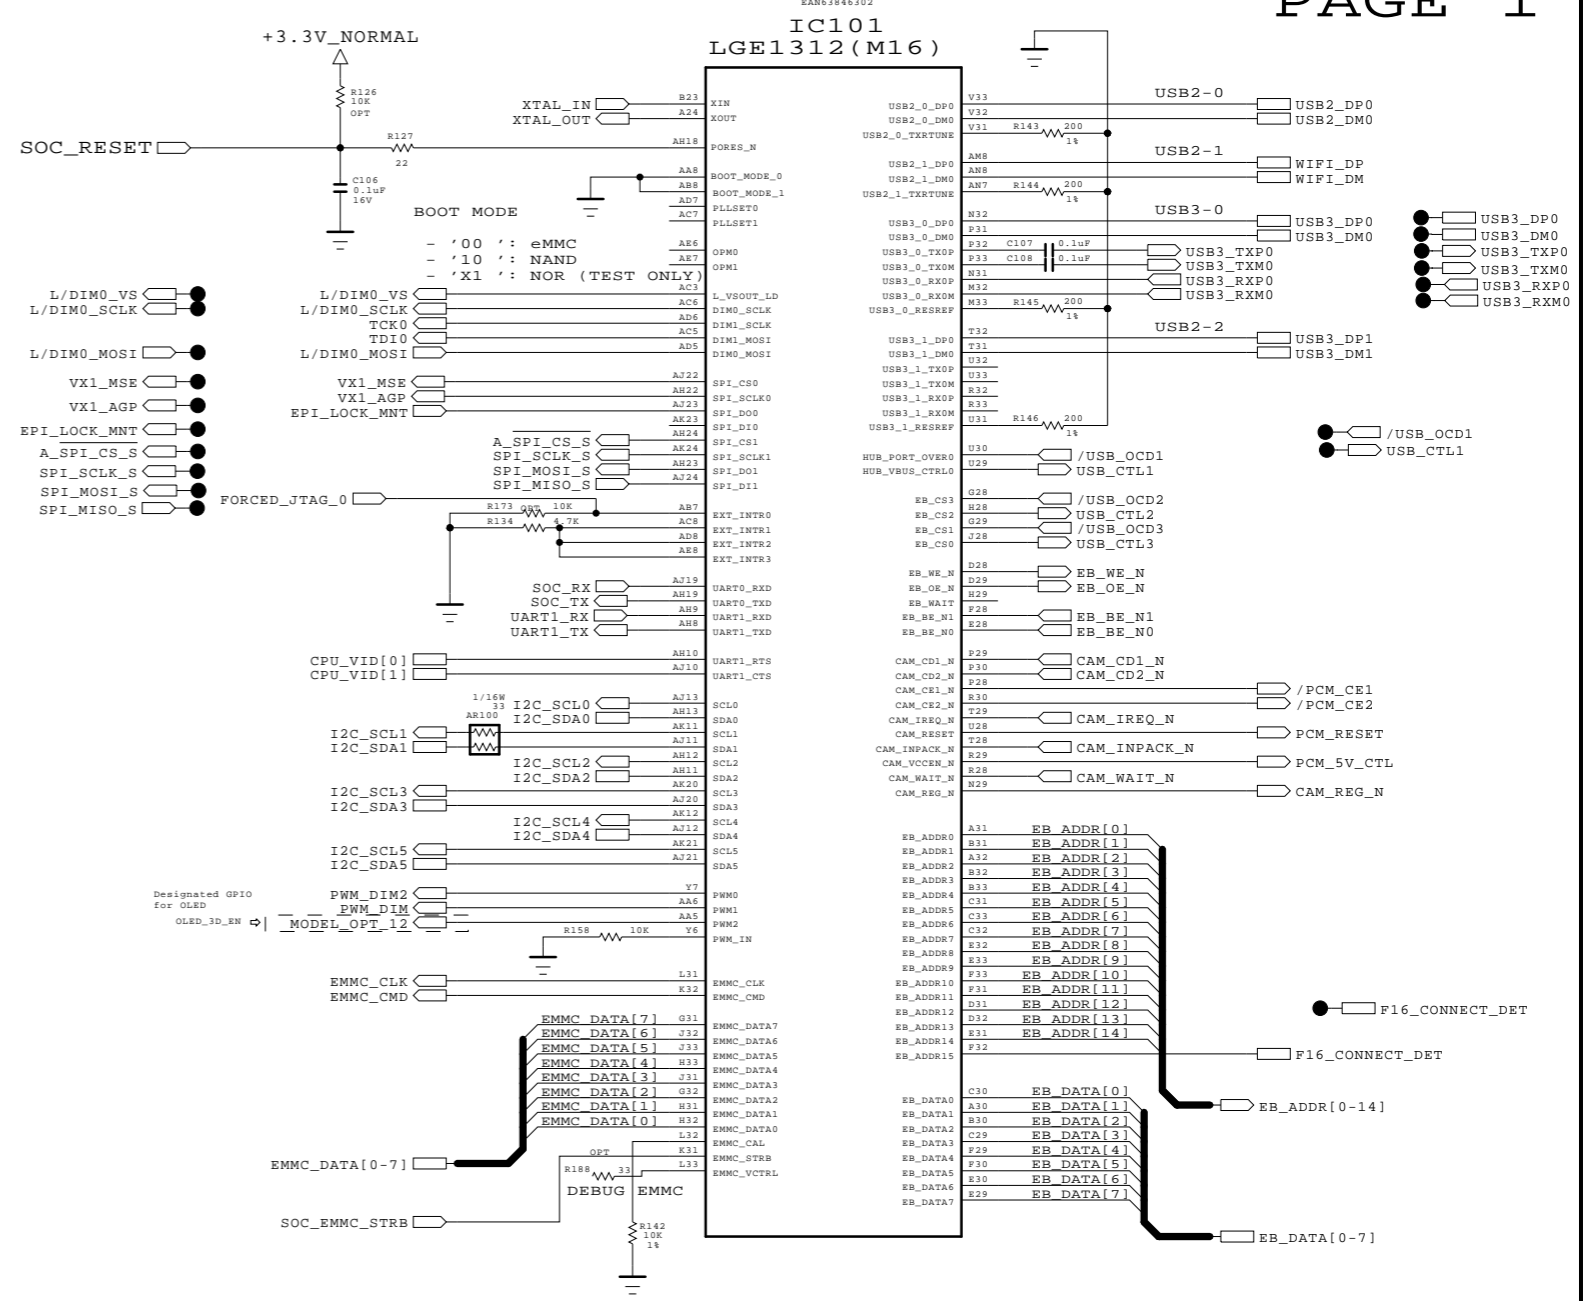 EAN63846302
PAGE 1
IC101
LGE1312(M16)
+3.3V_NORMAL
R126
10K
OPT
SOC_RESET
R127
22
C106
0.1uF
16V
BOOT MODE
- '00 ': eMMC
- '10 ': NAND
- 'X1 ': NOR (TEST ONLY)
XTAL_IN B23 XIN
XTAL_OUT A24 XOUT
AH18 PORES_N
AA8 BOOT_MODE_0
AB8 BOOT_MODE_1
AD7 PLLSET0
AC7 PLLSET1
AE6 OPM0
AE7 OPM1
L/DIM0_VS AC3 L_VSOUT_LD
L/DIM0_SCLK AC6 DIM0_SCLK
TCK0 AD6 DIM1_SCLK
TDI0 AC5 DIM1_MOSI
L/DIM0_MOSI AD5 DIM0_MOSI
VX1_MSE AJ22 SPI_CS0
VX1_AGP AH22 SPI_SCLK0
EPI_LOCK_MNT AJ23 SPI_DO0
AK23 SPI_DI0
A_SPI_CS_S AH24 SPI_CS1
SPI_SCLK_S AK24 SPI_SCLK1
SPI_MOSI_S AH23 SPI_DO1
SPI_MISO_S AJ24 SPI_DI1
L/DIM0_VS
L/DIM0_SCLK
L/DIM0_MOSI
VX1_MSE
VX1_AGP
EPI_LOCK_MNT
A_SPI_CS_S
SPI_SCLK_S
SPI_MOSI_S
SPI_MISO_S
FORCED_JTAG_0
R173 OPT 10K AB7 EXT_INTR0
R134 4.7K AC8 EXT_INTR1
AD8 EXT_INTR2
AE8 EXT_INTR3
SOC_RX AJ19 UART0_RXD
SOC_TX AH19 UART0_TXD
UART1_RX AH9 UART1_RXD
UART1_TX AH8 UART1_TXD
CPU_VID[0] AH10 UART1_RTS
CPU_VID[1] AJ10 UART1_CTS
1/16W
33
AR100
I2C_SCL0 AJ13 SCL0
I2C_SDA0 AH13 SDA0
I2C_SCL1 AK11 SCL1
I2C_SDA1 AJ11 SDA1
I2C_SCL2 AH12 SCL2
I2C_SDA2 AH11 SDA2
I2C_SCL3 AK20 SCL3
I2C_SDA3 AJ20 SDA3
I2C_SCL4 AK12 SCL4
I2C_SDA4 AJ12 SDA4
I2C_SCL5 AK21 SCL5
I2C_SDA5 AJ21 SDA5
Designated GPIO
for OLED
OLED_3D_EN
PWM_DIM2 Y7 PWM0
PWM_DIM AA6 PWM1
MODEL_OPT_12 AA5 PWM2
R158 10K Y6 PWM_IN
EMMC_CLK L31 EMMC_CLK
EMMC_CMD K32 EMMC_CMD
EMMC_DATA[7] G31 EMMC_DATA7
EMMC_DATA[6] J32 EMMC_DATA6
EMMC_DATA[5] J33 EMMC_DATA5
EMMC_DATA[4] H33 EMMC_DATA4
EMMC_DATA[3] J31 EMMC_DATA3
EMMC_DATA[2] G32 EMMC_DATA2
EMMC_DATA[1] H31 EMMC_DATA1
EMMC_DATA[0] H32 EMMC_DATA0
L32 EMMC_CAL
K31 EMMC_STRB
L33 EMMC_VCTRL
EMMC_DATA[0-7]
OPT
R188 33
DEBUG EMMC
SOC_EMMC_STRB
R142
10K
1%
USB2-0
USB2_0_DP0 V33 USB2_DP0
USB2_0_DM0 V32 USB2_DM0
USB2_0_TXRTUNE V31 R143 200 1%
USB2-1
USB2_1_DP0 AM8 WIFI_DP
USB2_1_DM0 AN8 WIFI_DM
USB2_1_TXRTUNE AN7 R144 200 1%
USB3-0
USB3_0_DP0 N32 USB3_DP0
USB3_0_DM0 P31 USB3_DM0
USB3_0_TX0P P32 C107 0.1uF USB3_TXP0
USB3_0_TX0M P33 C108 0.1uF USB3_TXM0
USB3_0_RX0P N31 USB3_RXP0
USB3_0_RX0M M32 USB3_RXM0
USB3_0_RESREF M33 R145 200 1%
USB2-2
USB3_1_DP0 T32 USB3_DP1
USB3_1_DM0 T31 USB3_DM1
USB3_1_TX0P U32
USB3_1_TX0M U33
USB3_1_RX0P R32
USB3_1_RX0M R33
USB3_1_RESREF U31 R146 200 1%
USB3_DP0
USB3_DM0
USB3_TXP0
USB3_TXM0
USB3_RXP0
USB3_RXM0
/USB_OCD1
USB_CTL1
HUB_PORT_OVER0 U30 /USB_OCD1
HUB_VBUS_CTRL0 U29 USB_CTL1
EB_CS3 G28 /USB_OCD2
EB_CS2 H28 USB_CTL2
EB_CS1 G29 /USB_OCD3
EB_CS0 J28 USB_CTL3
EB_WE_N D28 EB_WE_N
EB_OE_N D29 EB_OE_N
EB_WAIT H29
EB_BE_N1 F28 EB_BE_N1
EB_BE_N0 E28 EB_BE_N0
CAM_CD1_N P29 CAM_CD1_N
CAM_CD2_N P30 CAM_CD2_N
CAM_CE1_N P28 /PCM_CE1
CAM_CE2_N R30 /PCM_CE2
CAM_IREQ_N T29 CAM_IREQ_N
CAM_RESET U28 PCM_RESET
CAM_INPACK_N T28 CAM_INPACK_N
CAM_VCCEN_N R29 PCM_5V_CTL
CAM_WAIT_N R28 CAM_WAIT_N
CAM_REG_N N29 CAM_REG_N
EB_ADDR0 A31 EB_ADDR[0]
EB_ADDR1 B31 EB_ADDR[1]
EB_ADDR2 A32 EB_ADDR[2]
EB_ADDR3 B32 EB_ADDR[3]
EB_ADDR4 B33 EB_ADDR[4]
EB_ADDR5 C31 EB_ADDR[5]
EB_ADDR6 C33 EB_ADDR[6]
EB_ADDR7 C32 EB_ADDR[7]
EB_ADDR8 E32 EB_ADDR[8]
EB_ADDR9 E33 EB_ADDR[9]
EB_ADDR10 F33 EB_ADDR[10]
EB_ADDR11 F31 EB_ADDR[11]
EB_ADDR12 D31 EB_ADDR[12]
EB_ADDR13 D32 EB_ADDR[13]
EB_ADDR14 E31 EB_ADDR[14]
EB_ADDR15 F32 F16_CONNECT_DET
F16_CONNECT_DET
EB_ADDR[0-14]
EB_DATA0 C30 EB_DATA[0]
EB_DATA1 A30 EB_DATA[1]
EB_DATA2 B30 EB_DATA[2]
EB_DATA3 C29 EB_DATA[3]
EB_DATA4 F29 EB_DATA[4]
EB_DATA5 F30 EB_DATA[5]
EB_DATA6 E30 EB_DATA[6]
EB_DATA7 E29 EB_DATA[7]
EB_DATA[0-7]